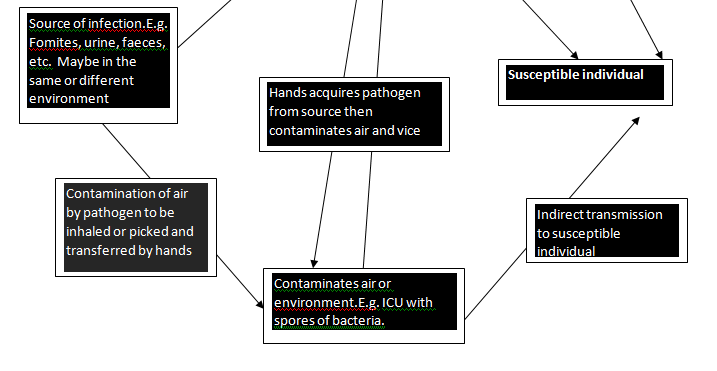 Source of infection.E.g.
Fomites, urine, faeces,
etc. Maybe in the
same or different
environment
Hands acquires pathogen
from source then
contaminates air and vice
Susceptible individual
Contamination of air
by pathogen to be
inhaled or picked and
transferred by hands
Indirect transmission
to susceptible
individual
Contaminates air or
environment.E.g. ICU with
spores of bacteria.